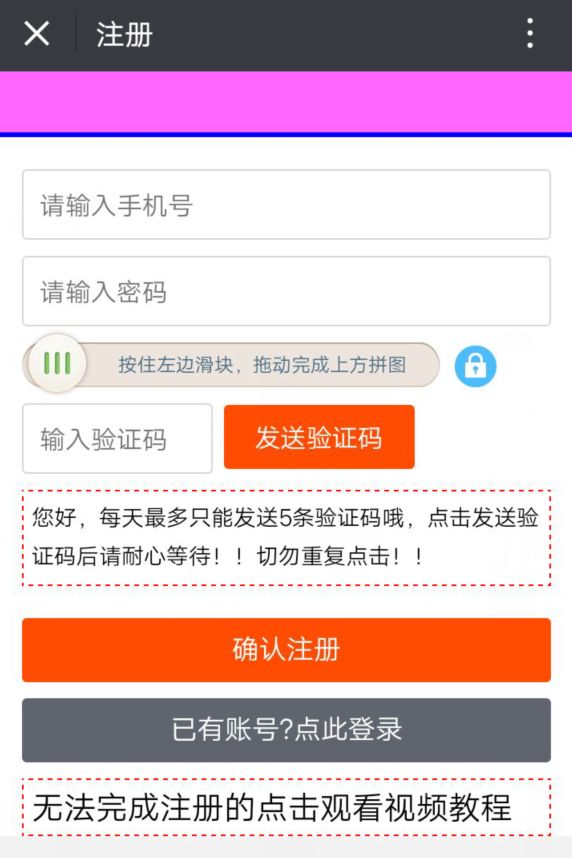 注册
请输入手机号
请输入密码
按住左边滑块，拖动完成上方拼图
输入验证码
发送验证码
您好，每天最多只能发送5条验证码哦，点击发送验
证码后请耐心等待！！切勿重复点击！！
确认注册
已有账号?点此登录
无法完成注册的点击观看视频教程